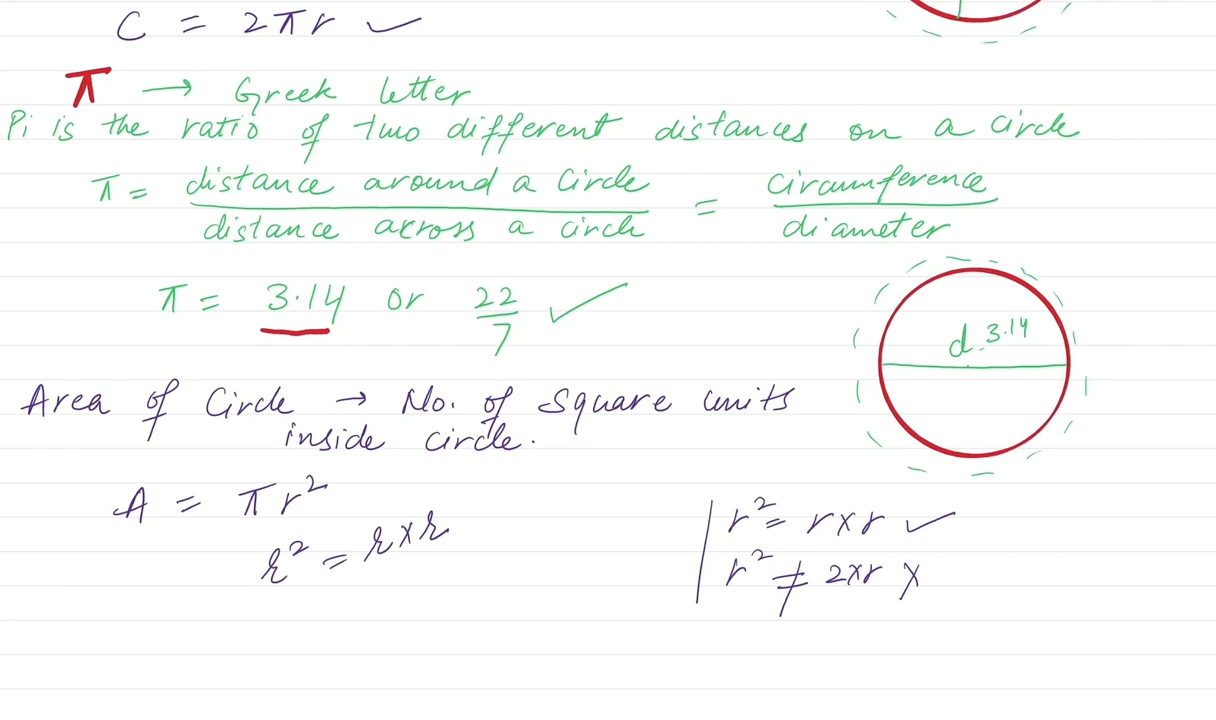 C = 2πr ✓
π → Greek letter
Pi is the ratio of two different distances on a circle
π = distance around a circle / distance across a circle = circumference / diameter
π = 3.14 or 22/7 ✓
d 3.14
Area of Circle → No. of square units
inside circle.
A = πr²
r² = r×r
r² = r×r ✓
r² ≠ 2×r ×